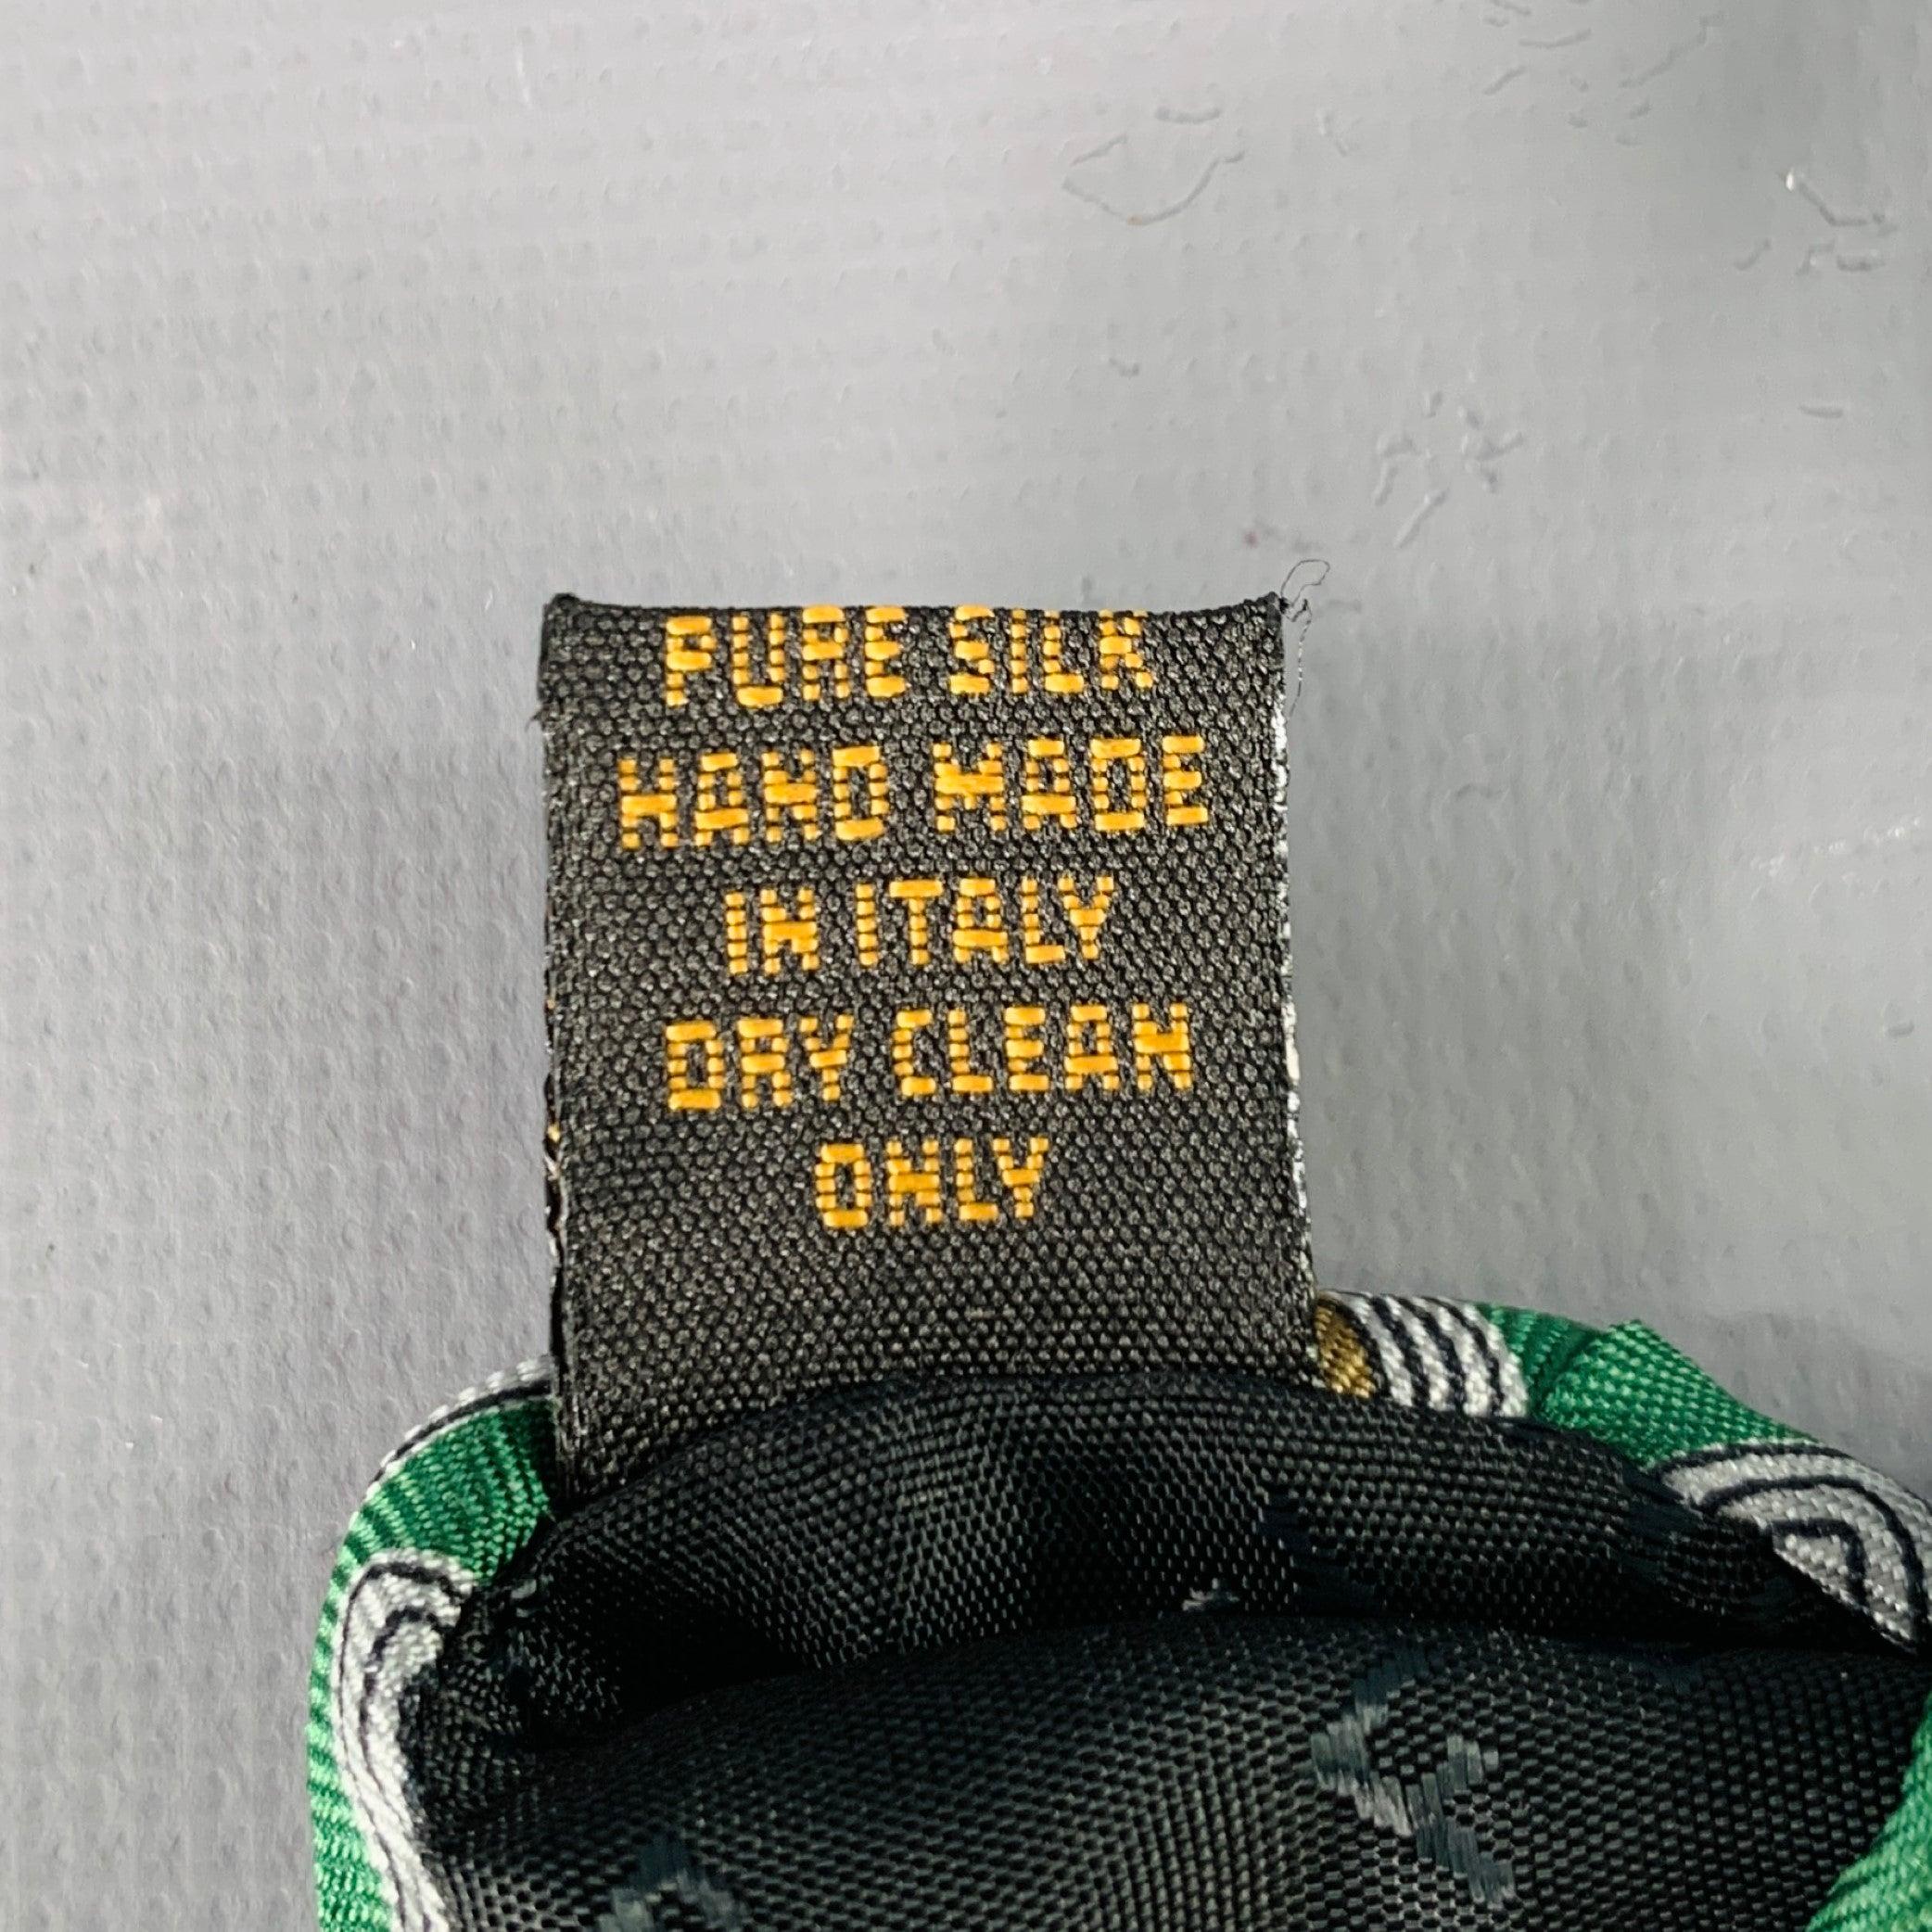 PURE SILK
HAND MADE
IN ITALY
DRY CLEAN
ONLY